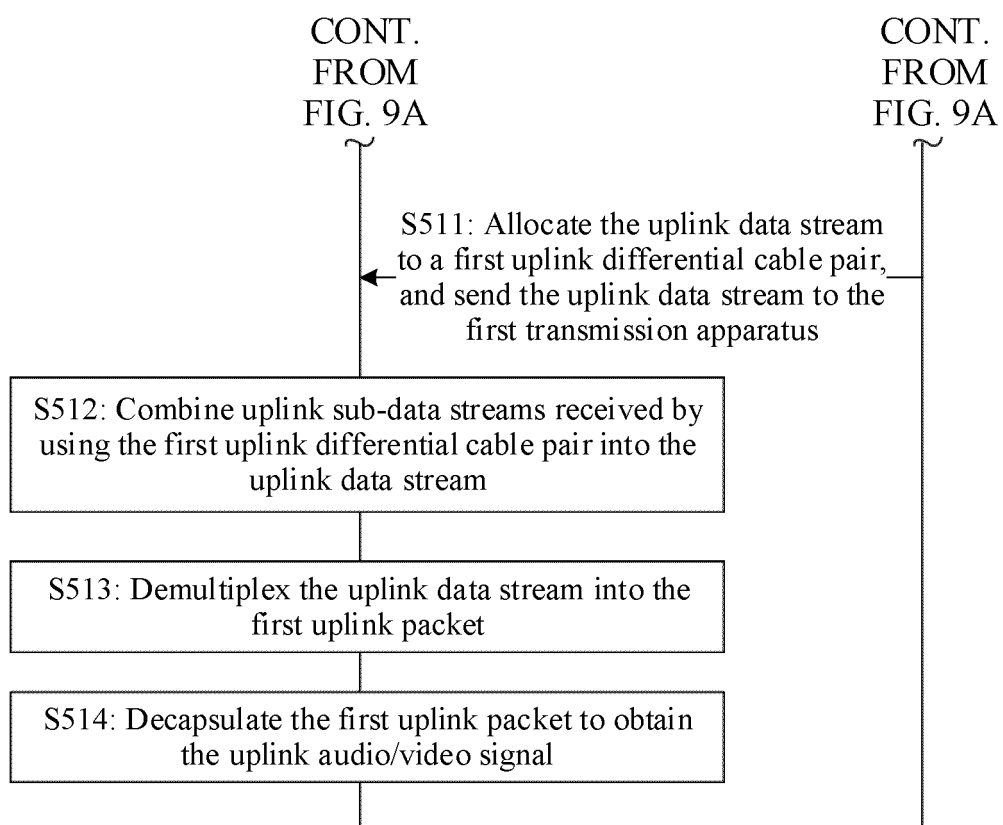 CONT.
FROM
FIG. 9A
CONT.
FROM
FIG. 9A
S511: Allocate the uplink data stream
to a first uplink differential cable pair,
and send the uplink data stream to the
first transmission apparatus
S512: Combine uplink sub-data streams received by
using the first uplink differential cable pair into the
uplink data stream
S513: Demultiplex the uplink data stream into the
first uplink packet
S514: Decapsulate the first uplink packet to obtain
the uplink audio/video signal